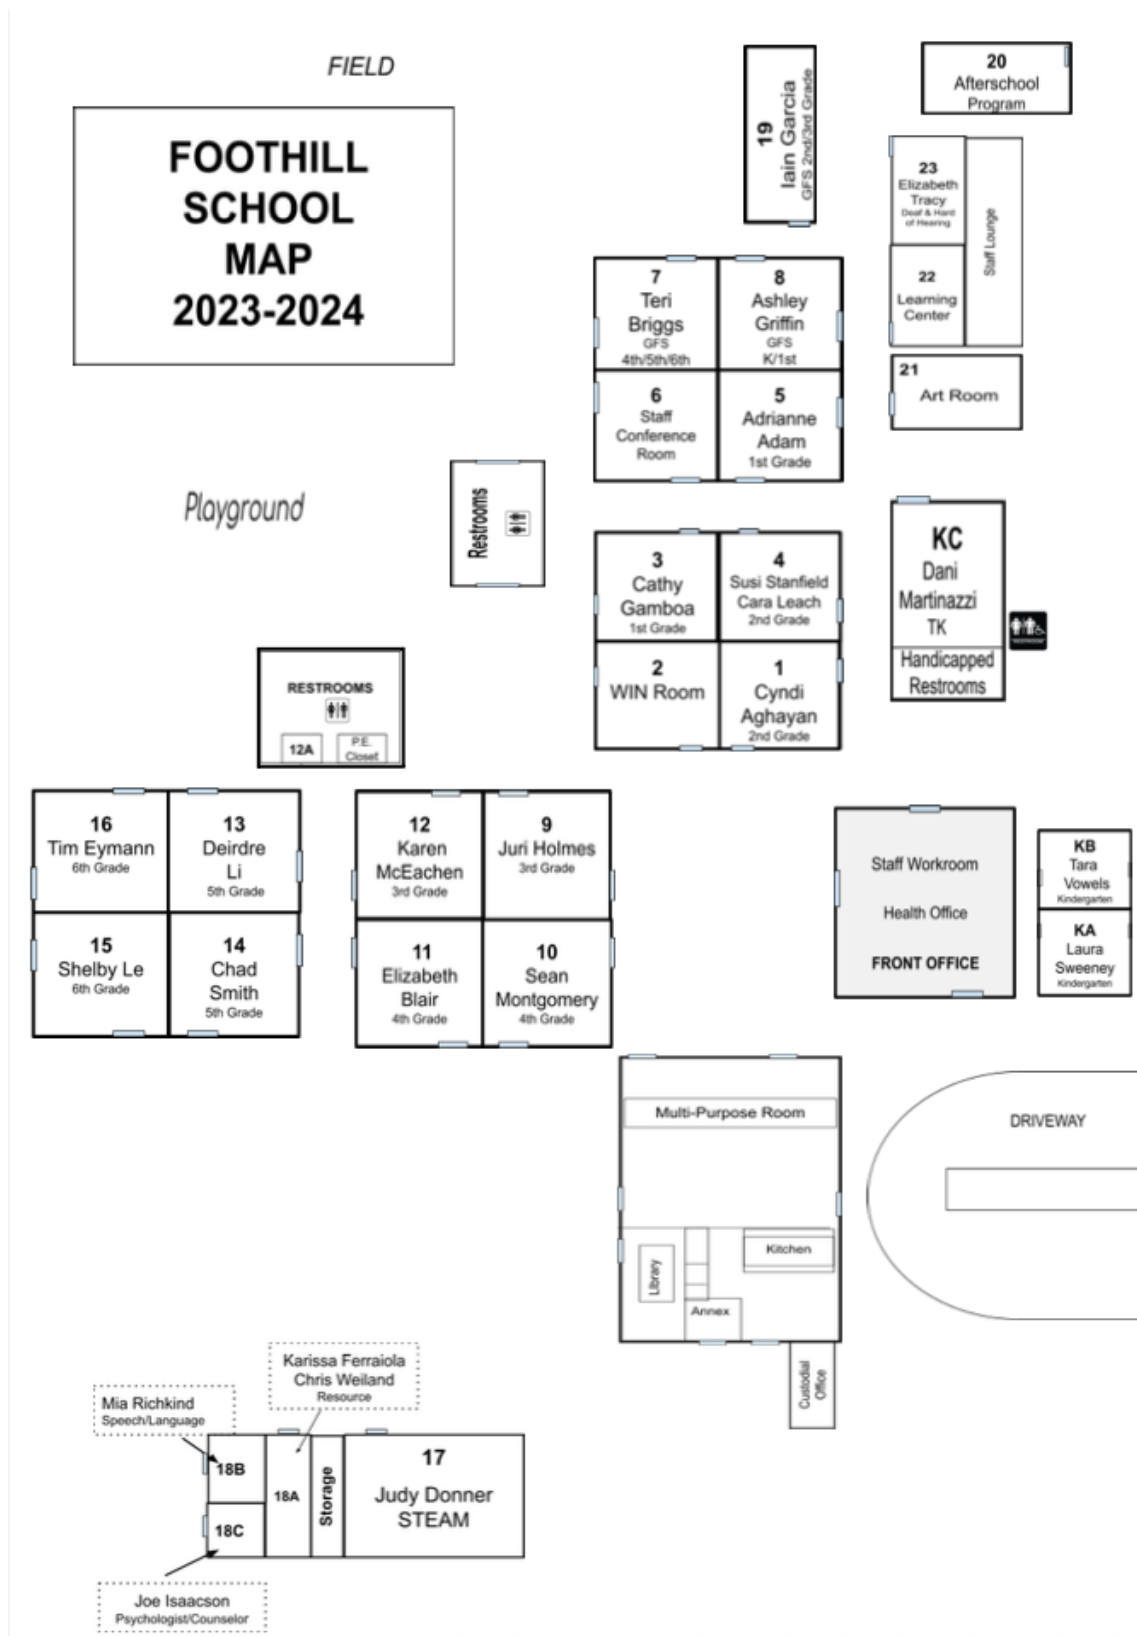 FIELD
FOOTHILL
SCHOOL
MAP
2023-2024
19
Iain Garcia
GFS 2nd/3rd Grade
20
Afterschool
Program
23
Elizabeth
Tracy
Deaf & Hard
of Hearing
Staff Lounge
22
Learning
Center
21
Art Room
7
Teri
Briggs
GFS
4th/5th/6th
8
Ashley
Griffin
GFS
K/1st
6
Staff
Conference
Room
5
Adrianne
Adam
1st Grade
Playground
Restrooms
3
Cathy
Gamboa
1st Grade
4
Susi Stanfield
Cara Leach
2nd Grade
2
WIN Room
1
Cyndi
Aghayan
2nd Grade
KC
Dani
Martinazzi
TK
Handicapped
Restrooms
RESTROOMS
12A
P.E.
Closet
16
Tim Eymann
6th Grade
13
Deirdre
Li
5th Grade
15
Shelby Le
6th Grade
14
Chad
Smith
5th Grade
12
Karen
McEachen
3rd Grade
9
Juri Holmes
3rd Grade
11
Elizabeth
Blair
4th Grade
10
Sean
Montgomery
4th Grade
Staff Workroom
Health Office
FRONT OFFICE
KB
Tara
Vowels
Kindergarten
KA
Laura
Sweeney
Kindergarten
Multi-Purpose Room
Library
Annex
Kitchen
Custodial
Office
DRIVEWAY
Karissa Ferraiola
Chris Weiland
Resource
Mia Richkind
Speech/Language
18B
18C
18A
Storage
17
Judy Donner
STEAM
Joe Isaacson
Psychologist/Counselor